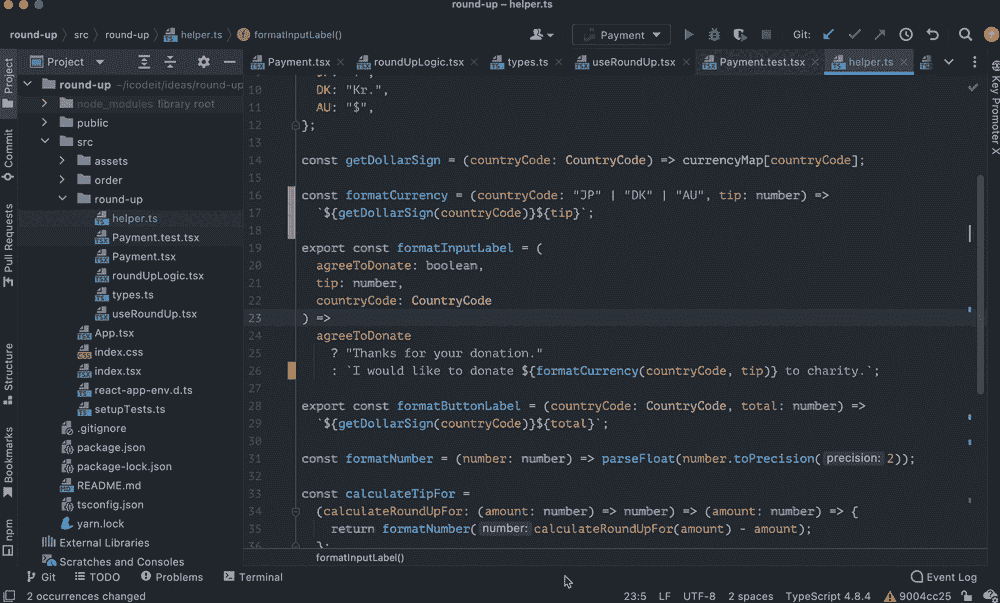 round-up – helper.ts
round-up src round-up helper.ts formatInputLabel()
Payment
Git:
Project
Payment.tsx
roundUpLogic.tsx
types.ts
useRoundUp.tsx
Payment.test.tsx
helper.ts
Project
Commit
Pull Requests
Structure
Bookmarks
npm
Key Promoter X
round-up ~/icodeit/ideas/round-up
node_modules library root
public
src
assets
order
round-up
helper.ts
Payment.test.tsx
Payment.tsx
roundUpLogic.tsx
types.ts
useRoundUp.tsx
App.tsx
index.css
index.tsx
react-app-env.d.ts
setupTests.ts
.gitignore
package.json
package-lock.json
README.md
tsconfig.json
yarn.lock
External Libraries
Scratches and Consoles
10 DK: "Kr.",
11 AU: "$",
12 };
13
14 const getDollarSign = (countryCode: CountryCode) => currencyMap[countryCode];
15
16 const formatCurrency = (countryCode: "JP" | "DK" | "AU", tip: number) =>
17 `${getDollarSign(countryCode)}${tip}`;
18
19 export const formatInputLabel = (
20 agreeToDonate: boolean,
21 tip: number,
22 countryCode: CountryCode
23 ) =>
24 agreeToDonate
25 ? "Thanks for your donation."
26 : `I would like to donate ${formatCurrency(countryCode, tip)} to charity.`;
27
28 export const formatButtonLabel = (countryCode: CountryCode, total: number) =>
29 `${getDollarSign(countryCode)}${total}`;
30
31 const formatNumber = (number: number) => parseFloat(number.toPrecision( precision: 2));
32
33 const calculateTipFor =
34 (calculateRoundUpFor: (amount: number) => number) => (amount: number) => {
35 return formatNumber( number: calculateRoundUpFor(amount) - amount);
36 };
formatInputLabel()
Git
TODO
Problems
Terminal
Event Log
2 occurrences changed
23:5 LF UTF-8 2 spaces TypeScript 4.8.4 9004cc25